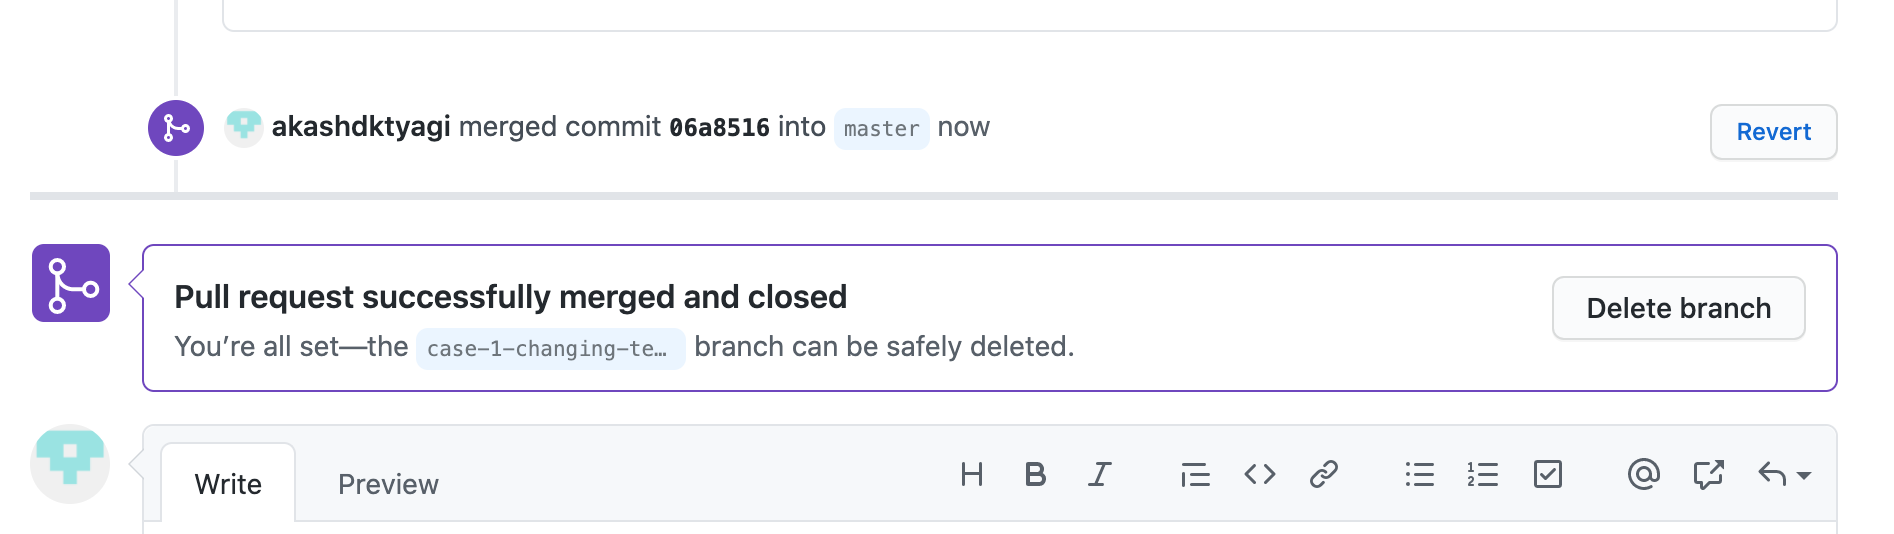 akashdktyagi merged commit 06a8516 into master now
Revert
Pull request successfully merged and closed
You’re all set—the case-1-changing-te… branch can be safely deleted.
Delete branch
Write
Preview